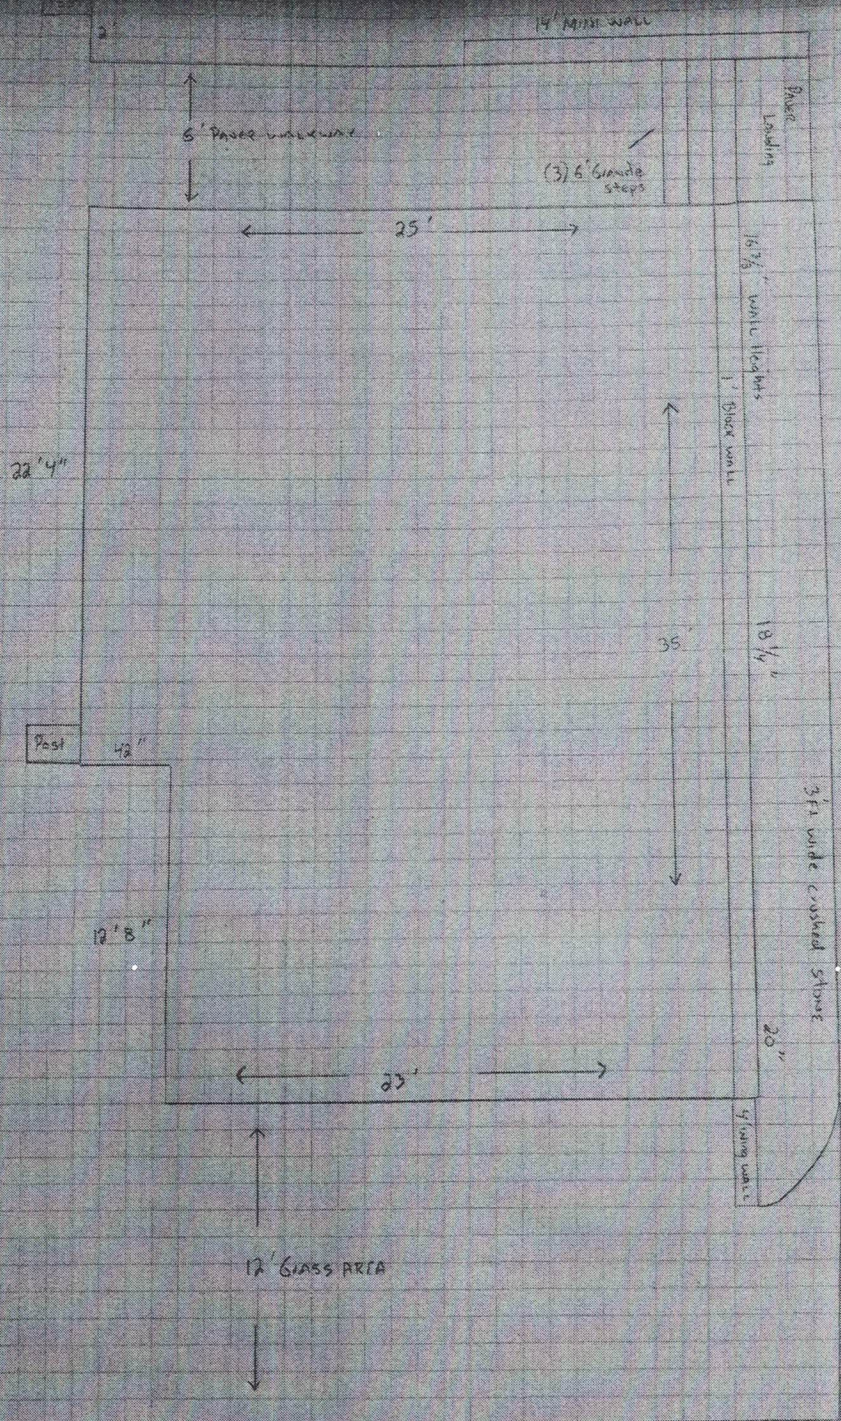 14' MINI WALL
2'
Paver
Landing
6' Paver walkway
(3) 6' Granite
steps
25'
16 7/8" WALL Heights
1' Block wall
22'4"
35'
18 1/4"
Post
42"
3 ft wide crushed stone
12'8"
20"
23'
4' wing wall
12' GRASS AREA